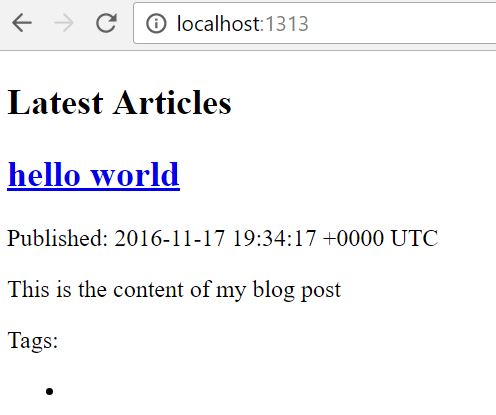 localhost:1313
Latest Articles
hello world
Published: 2016-11-17 19:34:17 +0000 UTC
This is the content of my blog post
Tags: